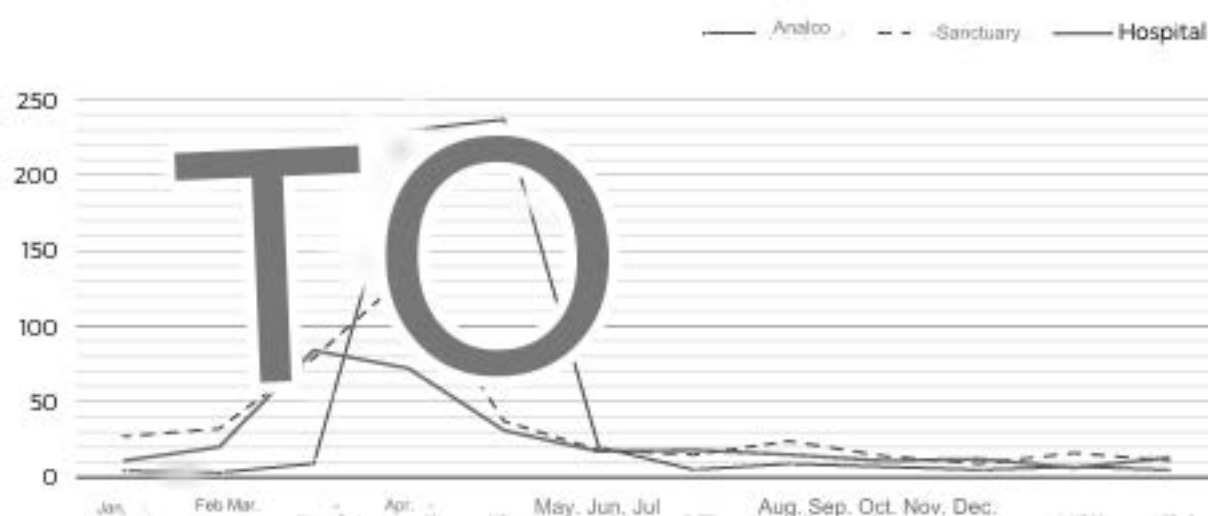 Analco -Sanctuary Hospital
250
TO
200
150
100
50
0
Jan. Feb Mar. Apr. May. Jun. Jul Aug. Sep. Oct. Nov. Dec.